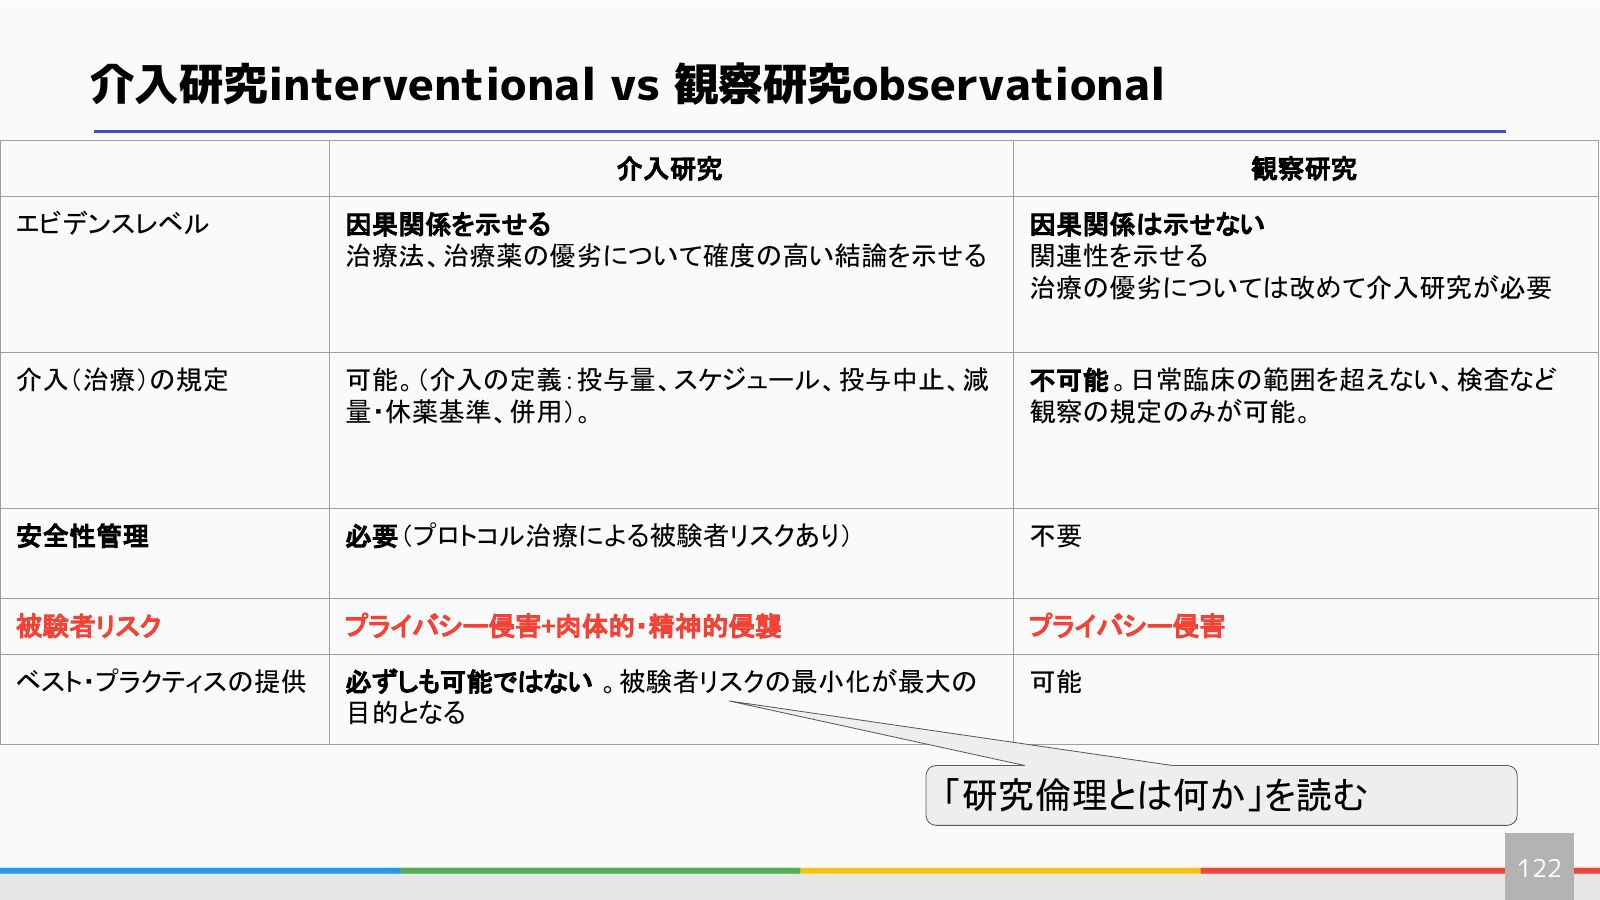 介入研究interventional vs 観察研究observational
介入研究
観察研究
エビデンスレベル
因果関係を示せる
治療法、治療薬の優劣について確度の高い結論を示せる
因果関係は示せない
関連性を示せる
治療の優劣については改めて介入研究が必要
介入（治療）の規定
可能。（介入の定義：投与量、スケジュール、投与中止、減
量・休薬基準、併用）。
不可能。日常臨床の範囲を超えない、検査など
観察の規定のみが可能。
安全性管理
必要（プロトコル治療による被験者リスクあり）
不要
被験者リスク
プライバシー侵害+肉体的・精神的侵襲
プライバシー侵害
ベスト・プラクティスの提供
必ずしも可能ではない 。被験者リスクの最小化が最大の
目的となる
可能
「研究倫理とは何か」を読む
122